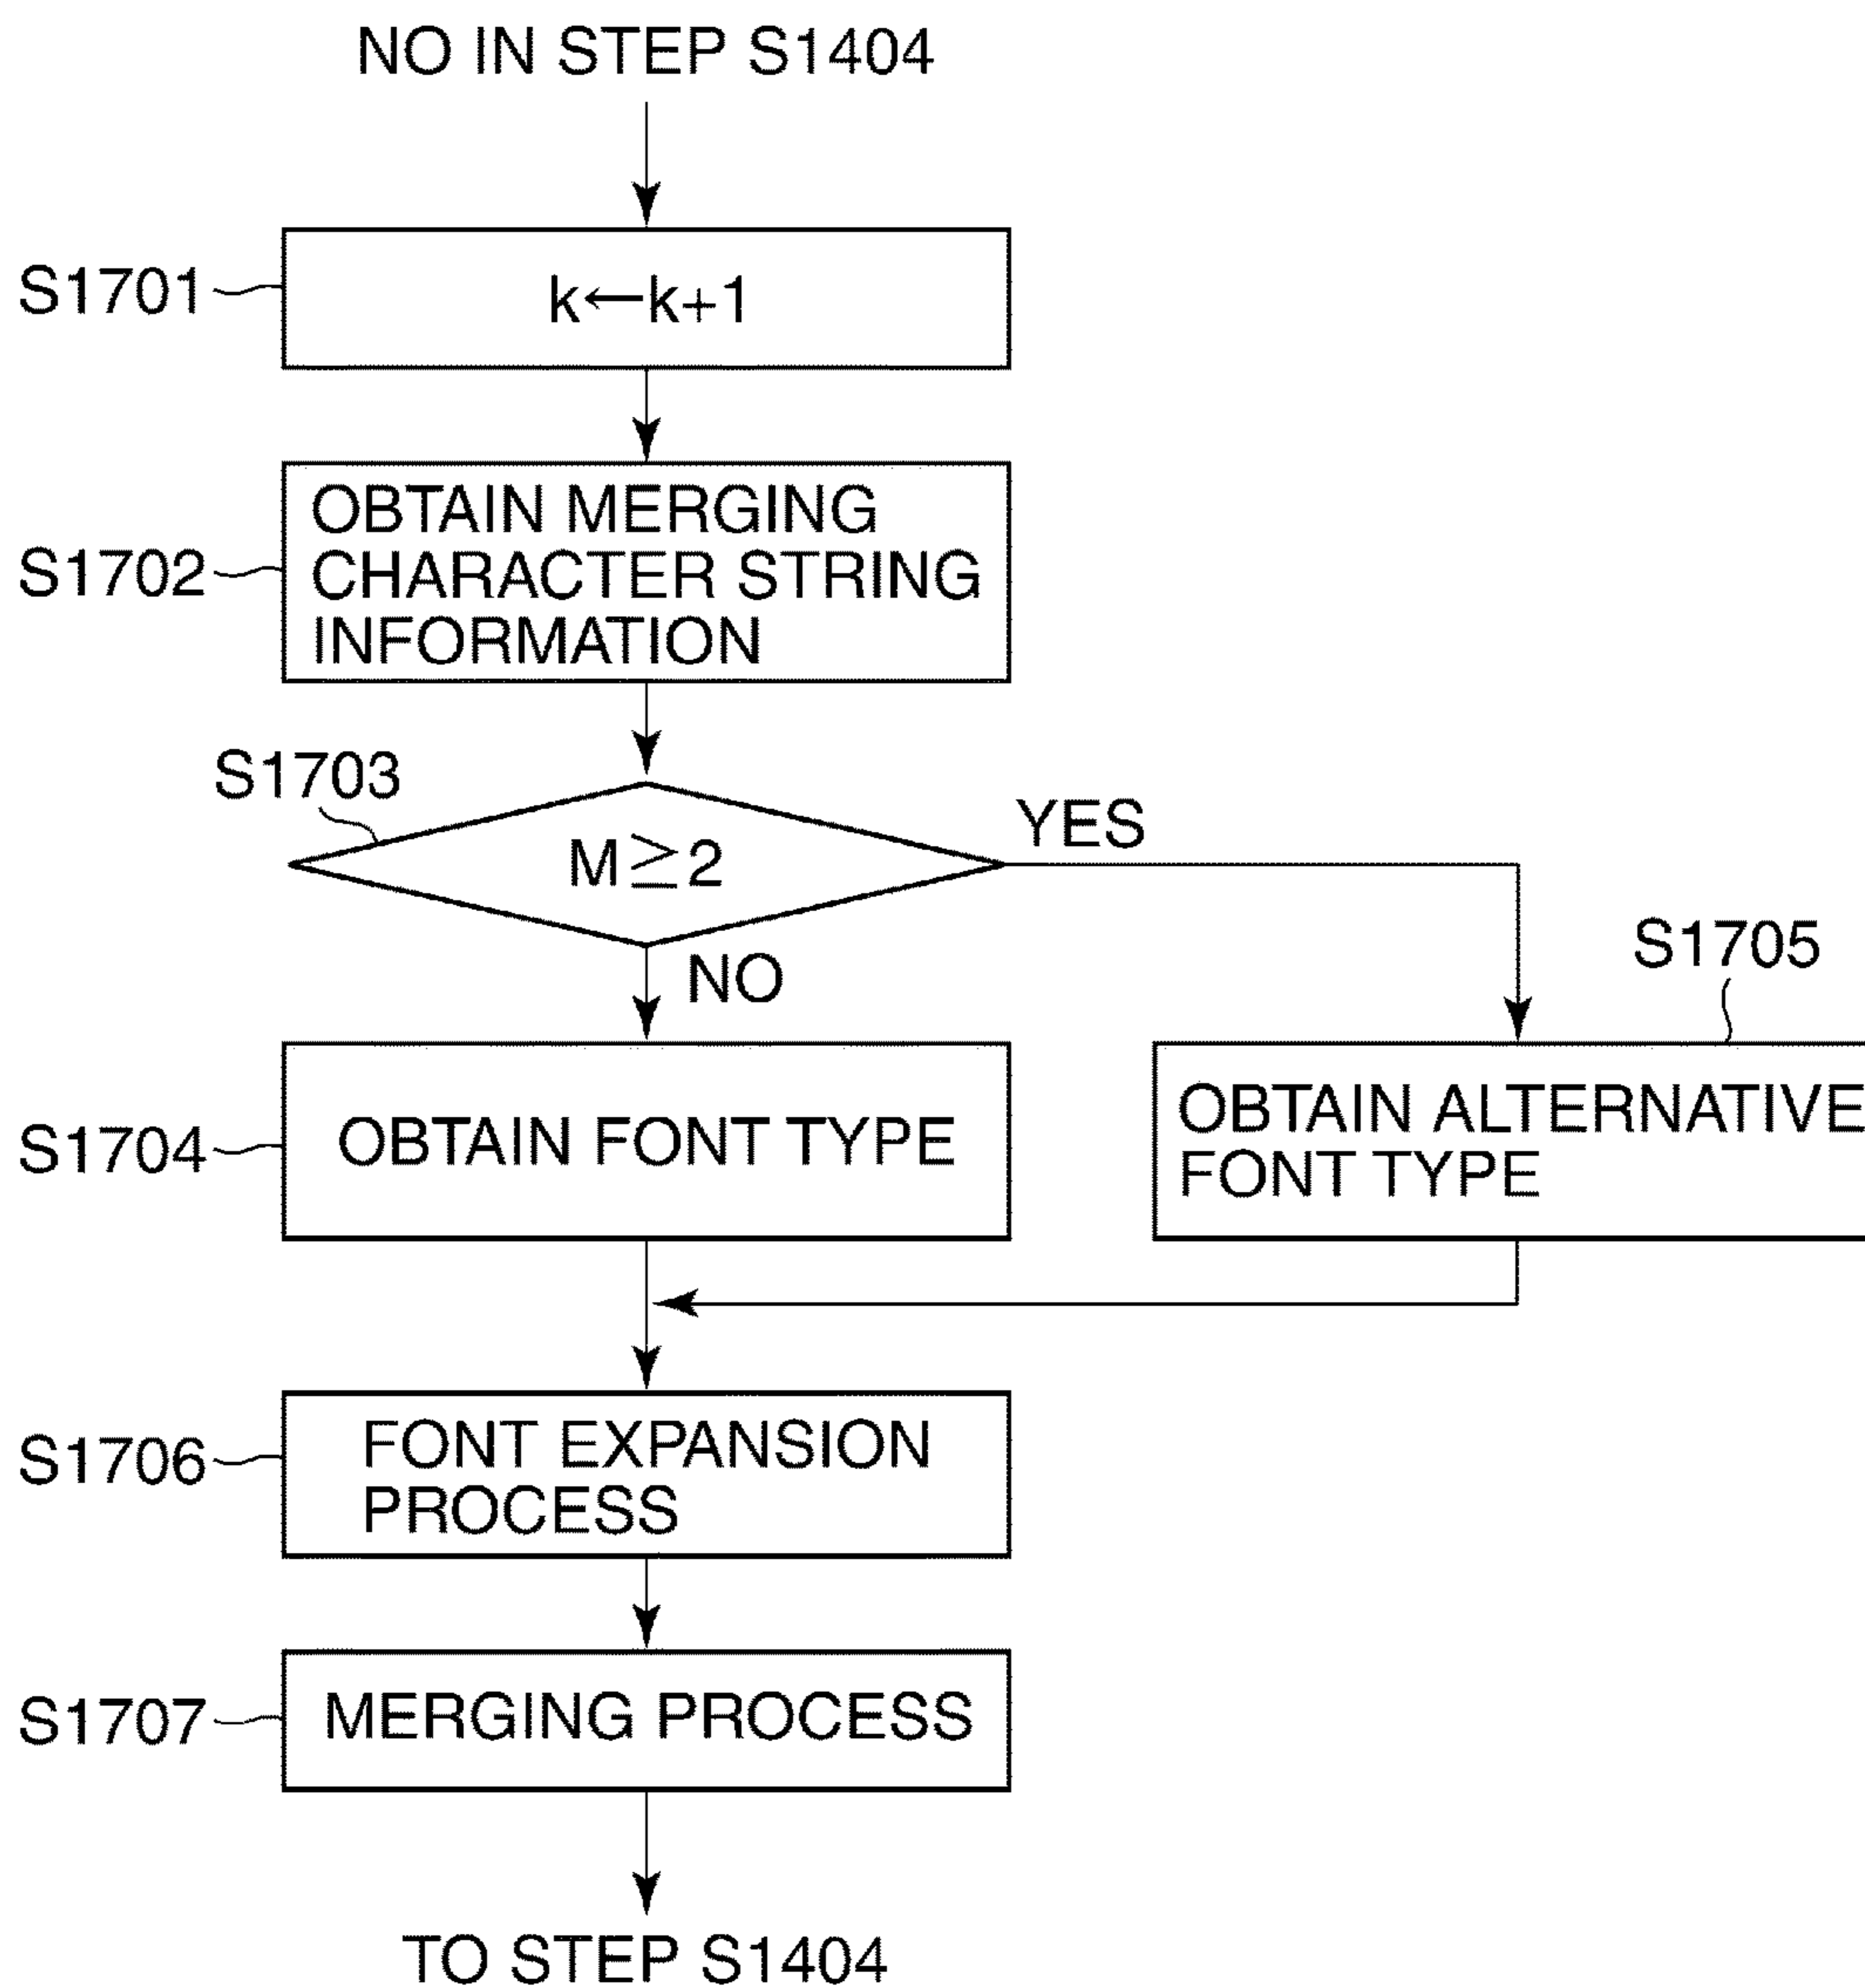 NO IN STEP S1404
S1701
k←k+1
S1702
OBTAIN MERGING
CHARACTER STRING
INFORMATION
S1703
M≧2
YES
NO
S1704
OBTAIN FONT TYPE
S1705
OBTAIN ALTERNATIVE
FONT TYPE
S1706
FONT EXPANSION
PROCESS
S1707
MERGING PROCESS
TO STEP S1404